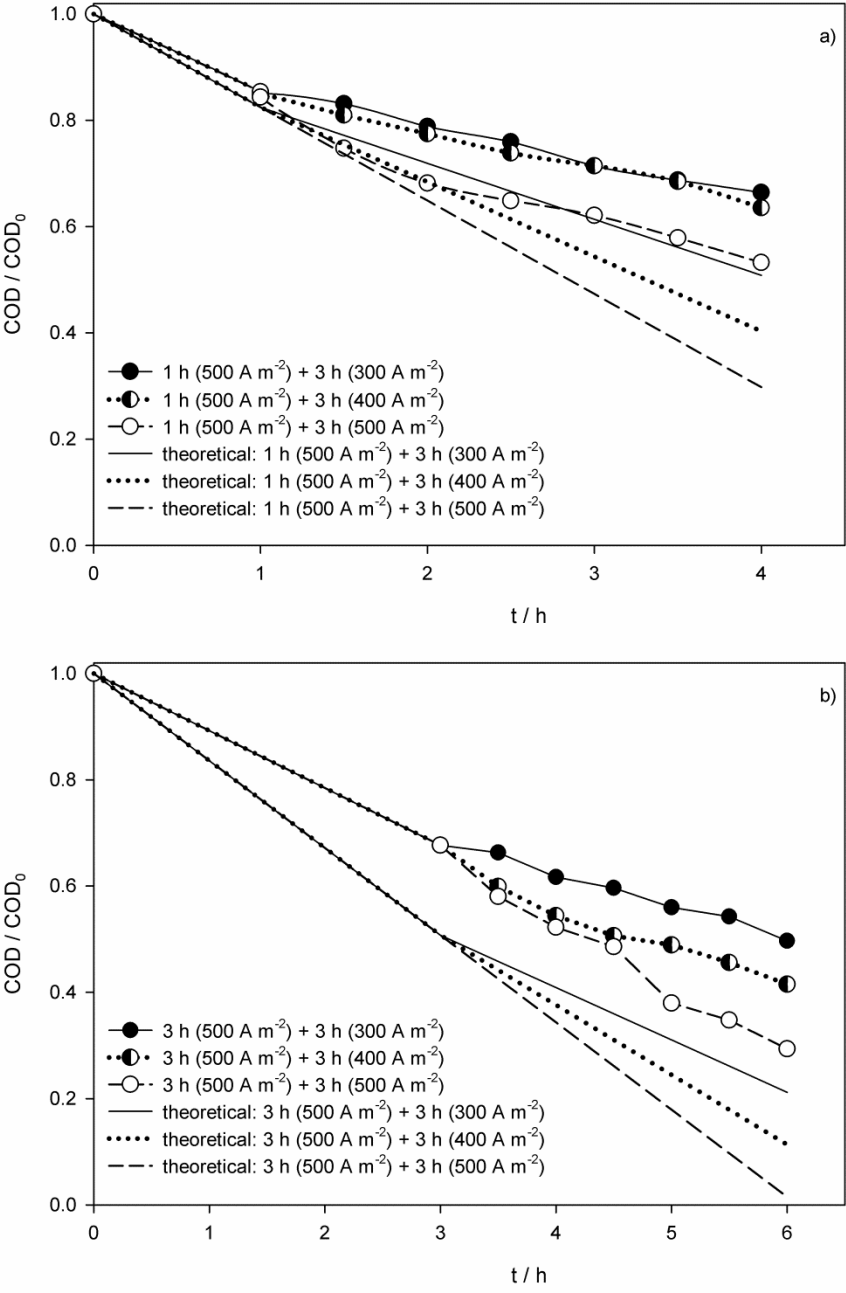 1.0
a)
0.8
0.6
COD / COD₀
0.4
1 h (500 A m⁻²) + 3 h (300 A m⁻²)
1 h (500 A m⁻²) + 3 h (400 A m⁻²)
1 h (500 A m⁻²) + 3 h (500 A m⁻²)
0.2
theoretical: 1 h (500 A m⁻²) + 3 h (300 A m⁻²)
theoretical: 1 h (500 A m⁻²) + 3 h (400 A m⁻²)
theoretical: 1 h (500 A m⁻²) + 3 h (500 A m⁻²)
0.0
0 1 2 3 4
t / h
1.0
b)
0.8
0.6
COD / COD₀
0.4
3 h (500 A m⁻²) + 3 h (300 A m⁻²)
3 h (500 A m⁻²) + 3 h (400 A m⁻²)
3 h (500 A m⁻²) + 3 h (500 A m⁻²)
0.2
theoretical: 3 h (500 A m⁻²) + 3 h (300 A m⁻²)
theoretical: 3 h (500 A m⁻²) + 3 h (400 A m⁻²)
theoretical: 3 h (500 A m⁻²) + 3 h (500 A m⁻²)
0.0
0 1 2 3 4 5 6
t / h